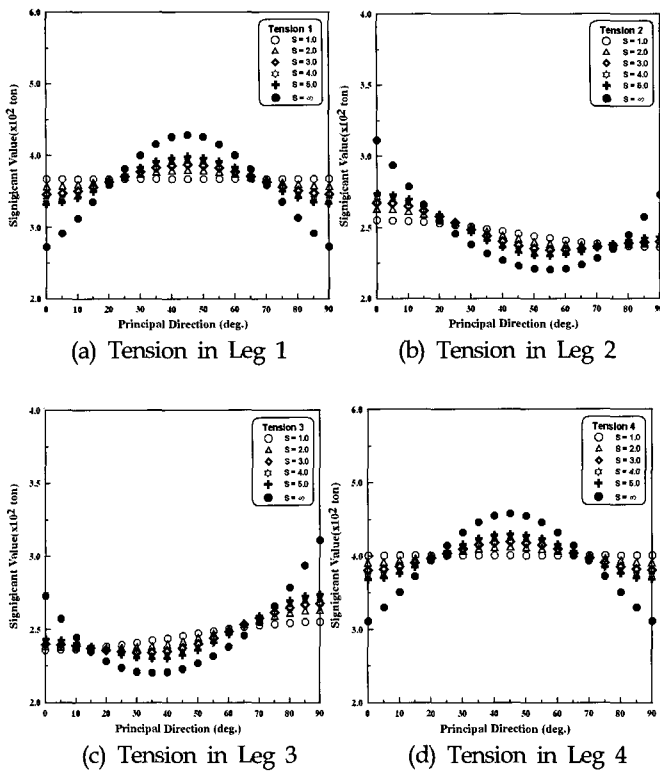 Tension 1
S = 1.0
S = 2.0
S = 3.0
S = 4.0
S = 5.0
S = ∞
6.0
5.0
4.0
3.0
2.0
Signigicant Value(x10² ton)
0 10 20 30 40 50 60 70 80 90
Principal Direction (deg.)
(a) Tension in Leg 1
Tension 2
S = 1.0
S = 2.0
S = 3.0
S = 4.0
S = 5.0
S = ∞
4.0
3.5
3.0
2.5
2.0
Signigicant Value(x10² ton)
0 10 20 30 40 50 60 70 80 90
Principal Direction (deg.)
(b) Tension in Leg 2
Tension 3
S = 1.0
S = 2.0
S = 3.0
S = 4.0
S = 5.0
S = ∞
4.0
3.5
3.0
2.5
2.0
Signigicant Value(x10² ton)
0 10 20 30 40 50 60 70 80 90
Principal Direction (deg.)
(c) Tension in Leg 3
Tension 4
S = 1.0
S = 2.0
S = 3.0
S = 4.0
S = 5.0
S = ∞
6.0
5.0
4.0
3.0
2.0
Signigicant Value(x10² ton)
0 10 20 30 40 50 60 70 80 90
Principal Direction (deg.)
(d) Tension in Leg 4